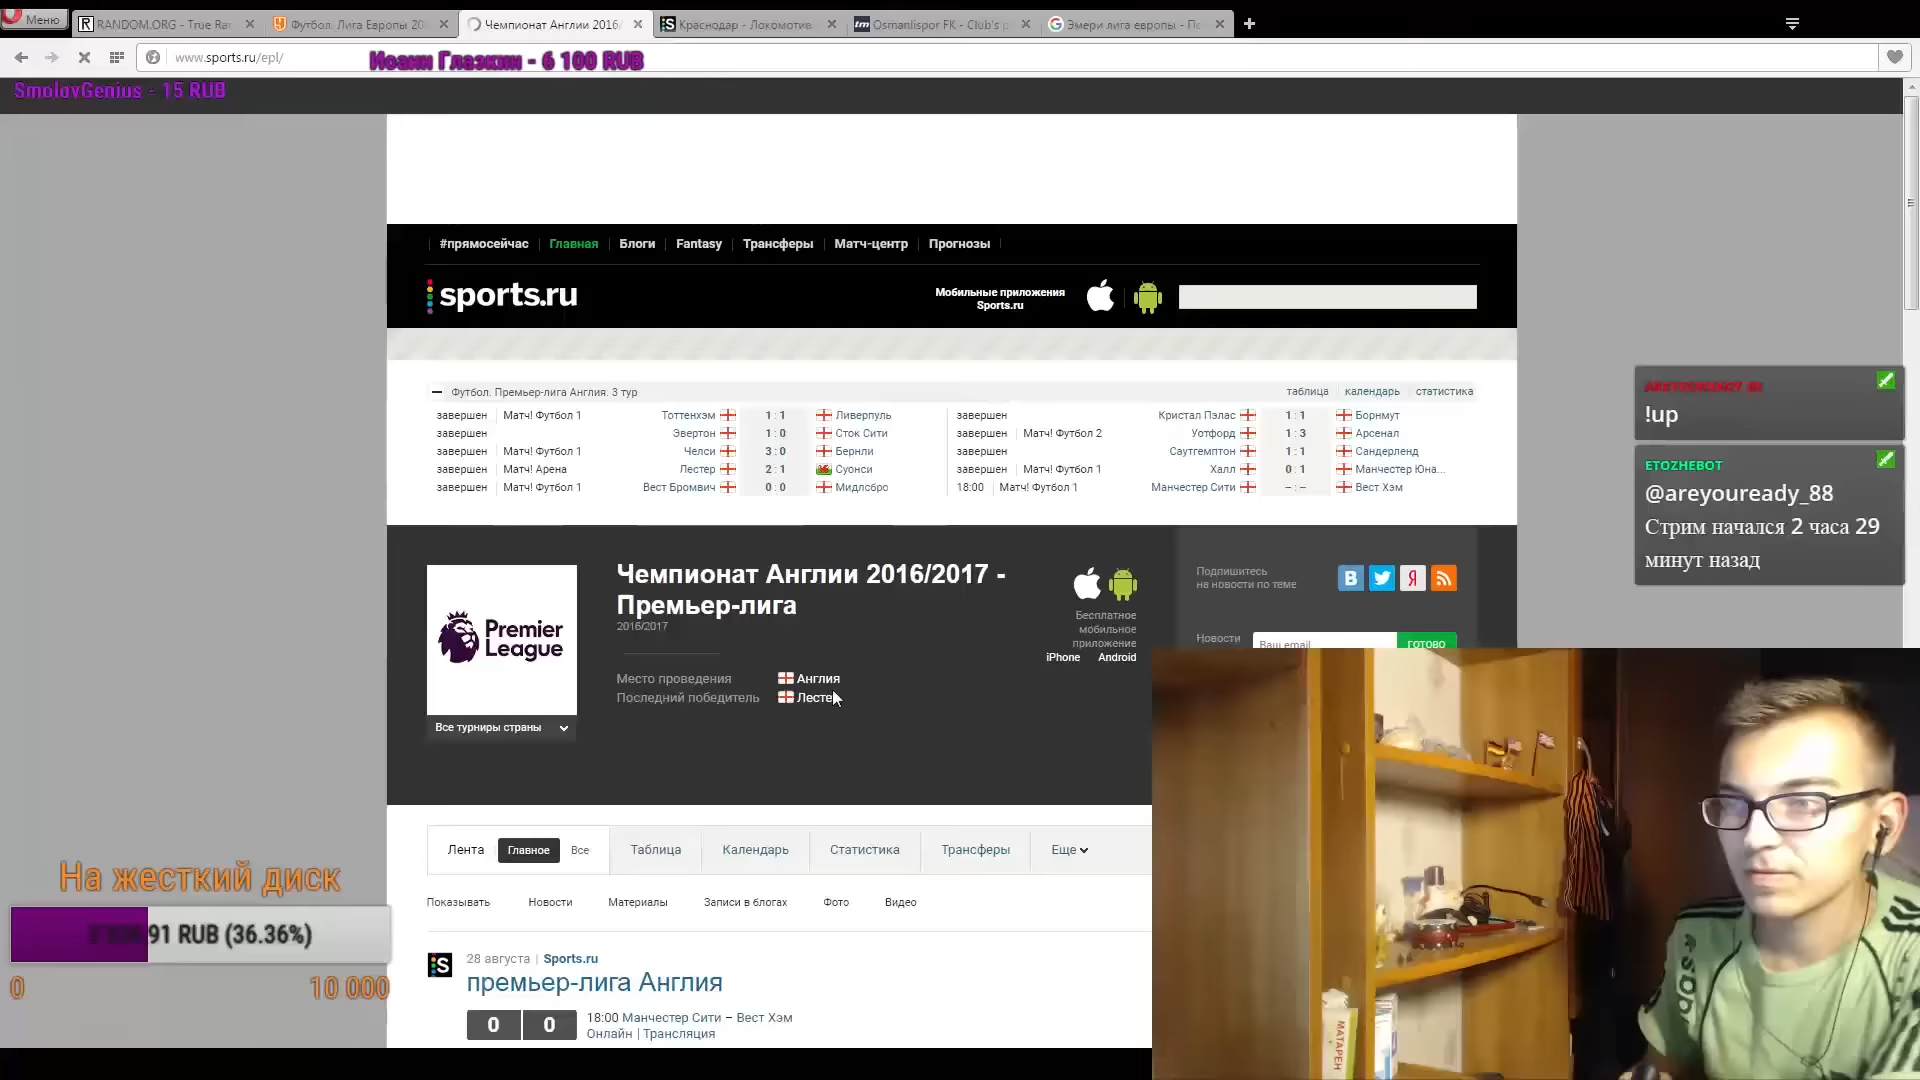 Меню
RANDOM.ORG - True Ran
Футбол. Лига Европы 20
Чемпионат Англии 2016/
Краснодар - Локомотив
Osmanlispor FK - Club's p
Эмери лига европы - По
www.sports.ru/epl/
Иоанн Глазкин - 6 100 RUB
SmolovGenius - 15 RUB
#прямосейчас
Главная
Блоги
Fantasy
Трансферы
Матч-центр
Прогнозы
sports.ru
Мобильные приложения
Sports.ru
Футбол. Премьер-лига Англия. 3 тур
таблица
календарь
статистика
завершен Матч! Футбол 1 Тоттенхэм 1 : 1 Ливерпуль
завершен Эвертон 1 : 0 Сток Сити
завершен Матч! Футбол 1 Челси 3 : 0 Бернли
завершен Матч! Арена Лестер 2 : 1 Суонси
завершен Матч! Футбол 1 Вест Бромвич 0 : 0 Мидлсбро
завершен Кристал Пэлас 1 : 1 Борнмут
завершен Матч! Футбол 2 Уотфорд 1 : 3 Арсенал
завершен Саутгемптон 1 : 1 Сандерленд
завершен Матч! Футбол 1 Халл 0 : 1 Манчестер Юна...
18:00 Матч! Футбол 1 Манчестер Сити – : – Вест Хэм
!up
ETOZHEBOT
@areyouready_88
Стрим начался 2 часа 29
минут назад
Premier
League
Все турниры страны
Чемпионат Англии 2016/2017 -
Премьер-лига
2016/2017
Место проведения Англия
Последний победитель Лестер
Бесплатное
мобильное
приложение
iPhone Android
Подпишитесь
на новости по теме
В
Я
Новости
Ваш email
готово
Лента
Главное
Все
Таблица
Календарь
Статистика
Трансферы
Еще
Показывать
Новости
Материалы
Записи в блогах
Фото
Видео
S
28 августа | Sports.ru
премьер-лига Англия
0 0
18:00 Манчестер Сити – Вест Хэм
Онлайн | Трансляция
На жесткий диск
91 RUB (36.36%)
0
10 000
adidas
МАТАРЕН